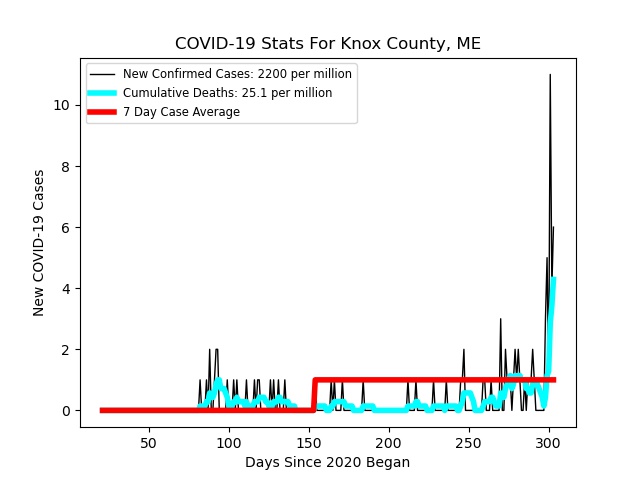 COVID-19 Stats For Knox County, ME
New Confirmed Cases: 2200 per million
Cumulative Deaths: 25.1 per million
7 Day Case Average
New COVID-19 Cases
10
8
6
4
2
0
50 100 150 200 250 300
Days Since 2020 Began